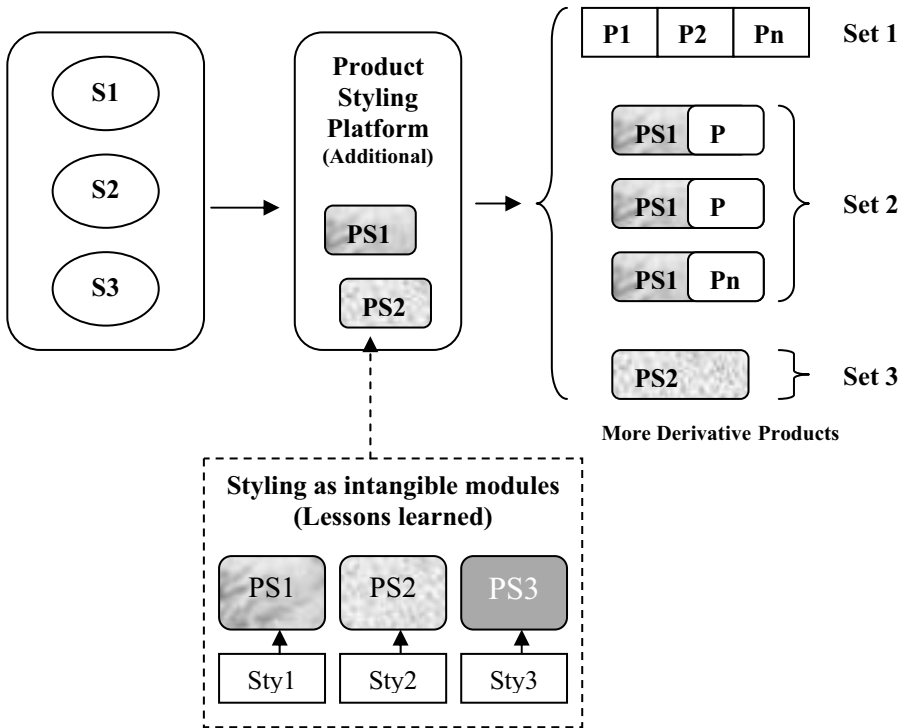 S1
S2
S3
Product
Styling
Platform
(Additional)
PS1
PS2
P1 P2 Pn Set 1
PS1 P
PS1 P
PS1 Pn
Set 2
PS2
Set 3
More Derivative Products
Styling as intangible modules
(Lessons learned)
PS1 PS2 PS3
Sty1 Sty2 Sty3